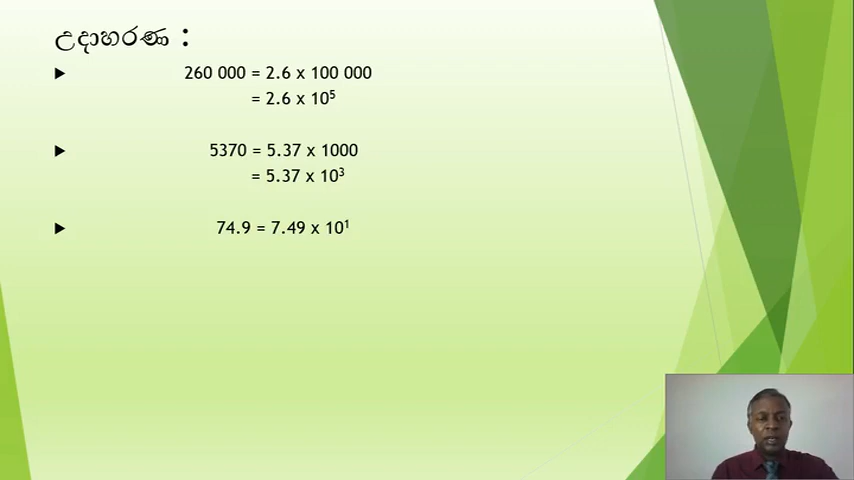 උදාහරණ :
260 000 = 2.6 x 100 000
= 2.6 x 10⁵
5370 = 5.37 x 1000
= 5.37 x 10³
74.9 = 7.49 x 10¹